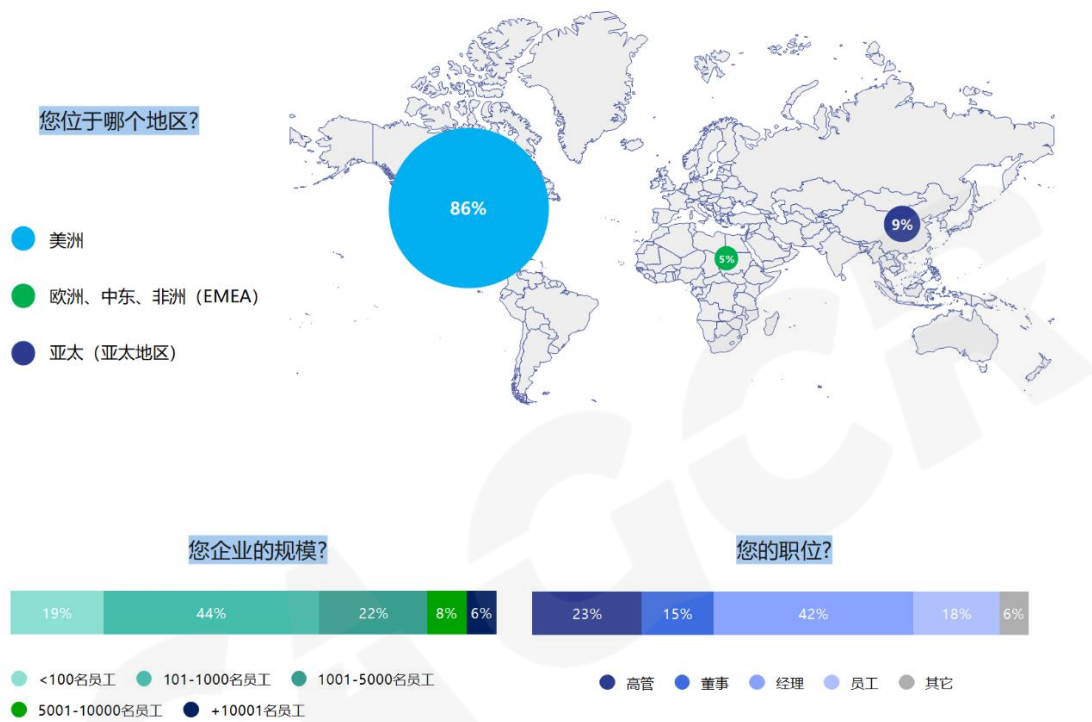 您位于哪个地区?
美洲
欧洲、中东、非洲（EMEA）
亚太（亚太地区）
86%
5%
9%
您企业的规模?
19% 44% 22% 8% 6%
<100名员工 101-1000名员工 1001-5000名员工
5001-10000名员工 +10001名员工
您的职位?
23% 15% 42% 18% 6%
高管 董事 经理 员工 其它